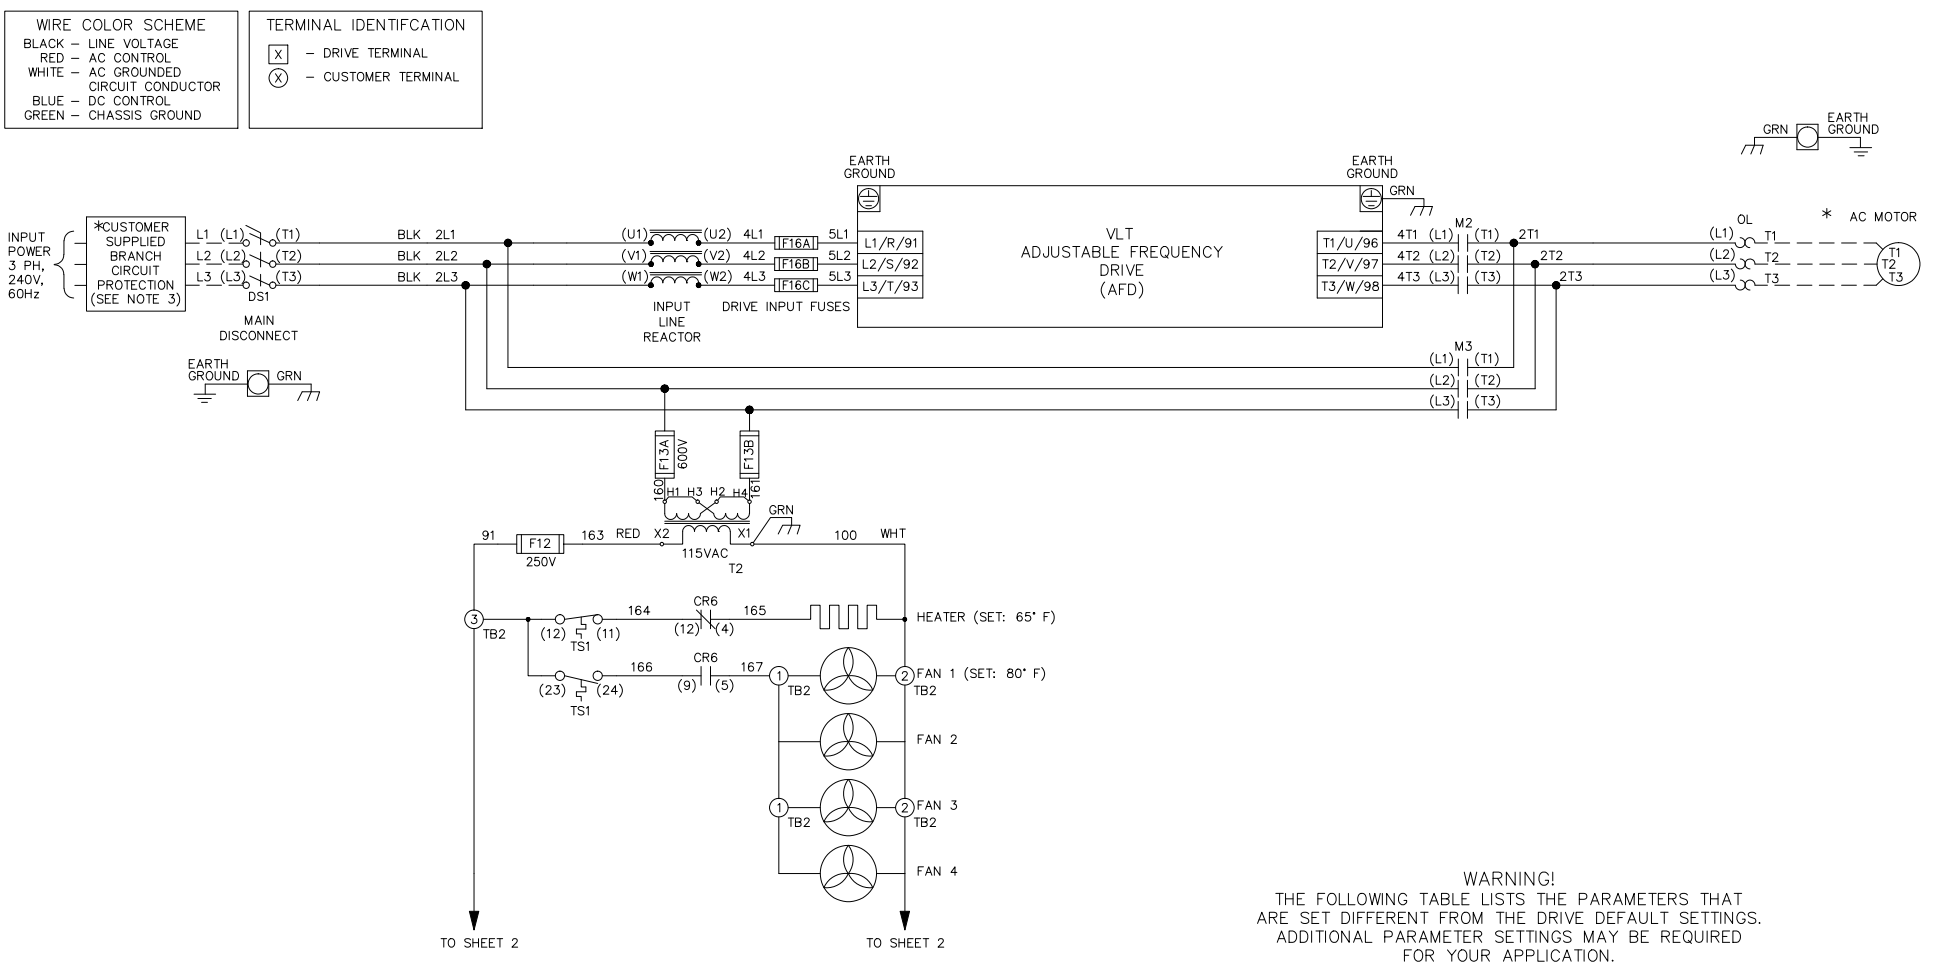 WIRE COLOR SCHEME
BLACK – LINE VOLTAGE
RED – AC CONTROL
WHITE – AC GROUNDED
CIRCUIT CONDUCTOR
BLUE – DC CONTROL
GREEN – CHASSIS GROUND
TERMINAL IDENTIFCATION
X – DRIVE TERMINAL
X – CUSTOMER TERMINAL
GRN
EARTH
GROUND
INPUT
POWER
3 PH,
240V,
60Hz
*CUSTOMER
SUPPLIED
BRANCH
CIRCUIT
PROTECTION
(SEE NOTE 3)
L1 (L1) (T1) BLK 2L1 (U1) (U2) 4L1 F16A 5L1 L1/R/91
L2 (L2) (T2) BLK 2L2 (V1) (V2) 4L2 F16B 5L2 L2/S/92
L3 (L3) (T3) BLK 2L3 (W1) (W2) 4L3 F16C 5L3 L3/T/93
DS1
MAIN
DISCONNECT
INPUT
LINE
REACTOR
DRIVE INPUT FUSES
EARTH
GROUND
VLT
ADJUSTABLE FREQUENCY
DRIVE
(AFD)
EARTH
GROUND
GRN
M2
T1/U/96 4T1 (L1) (T1) 2T1
T2/V/97 4T2 (L2) (T2) 2T2
T3/W/98 4T3 (L3) (T3) 2T3
OL
* AC MOTOR
(L1) T1 T1
(L2) T2 T2
(L3) T3 T3
EARTH
GROUND GRN
M3
(L1) (T1)
(L2) (T2)
(L3) (T3)
F13A
600V
F13B
160
H1 H3 H2 H4
161
GRN
91 F12 163 RED X2 X1 100 WHT
250V
115VAC
T2
3
TB2
(12) (11)
TS1
164
CR6
(12) (4)
165
HEATER (SET: 65° F)
(23) (24)
TS1
166
CR6
(9) (5)
167
1
TB2
2
TB2
FAN 1 (SET: 80° F)
FAN 2
1
TB2
2
TB2
FAN 3
FAN 4
TO SHEET 2
TO SHEET 2
WARNING!
THE FOLLOWING TABLE LISTS THE PARAMETERS THAT
ARE SET DIFFERENT FROM THE DRIVE DEFAULT SETTINGS.
ADDITIONAL PARAMETER SETTINGS MAY BE REQUIRED
FOR YOUR APPLICATION.